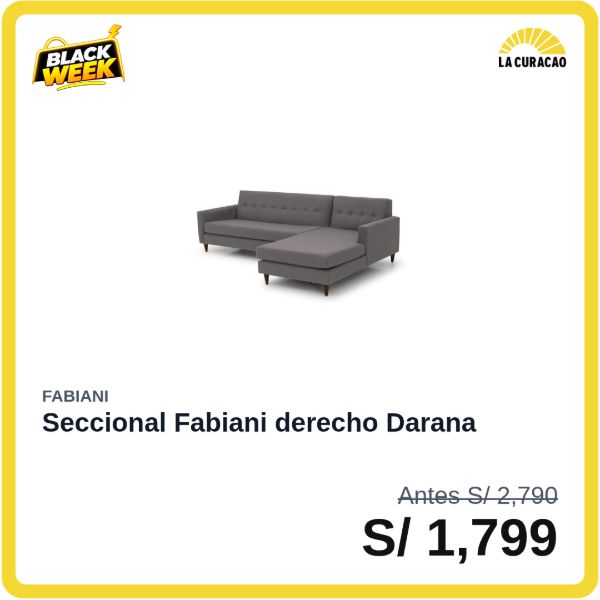 BLACK
WEEK
LA CURACAO
FABIANI
Seccional Fabiani derecho Darana
Antes S/ 2,790
S/ 1,799